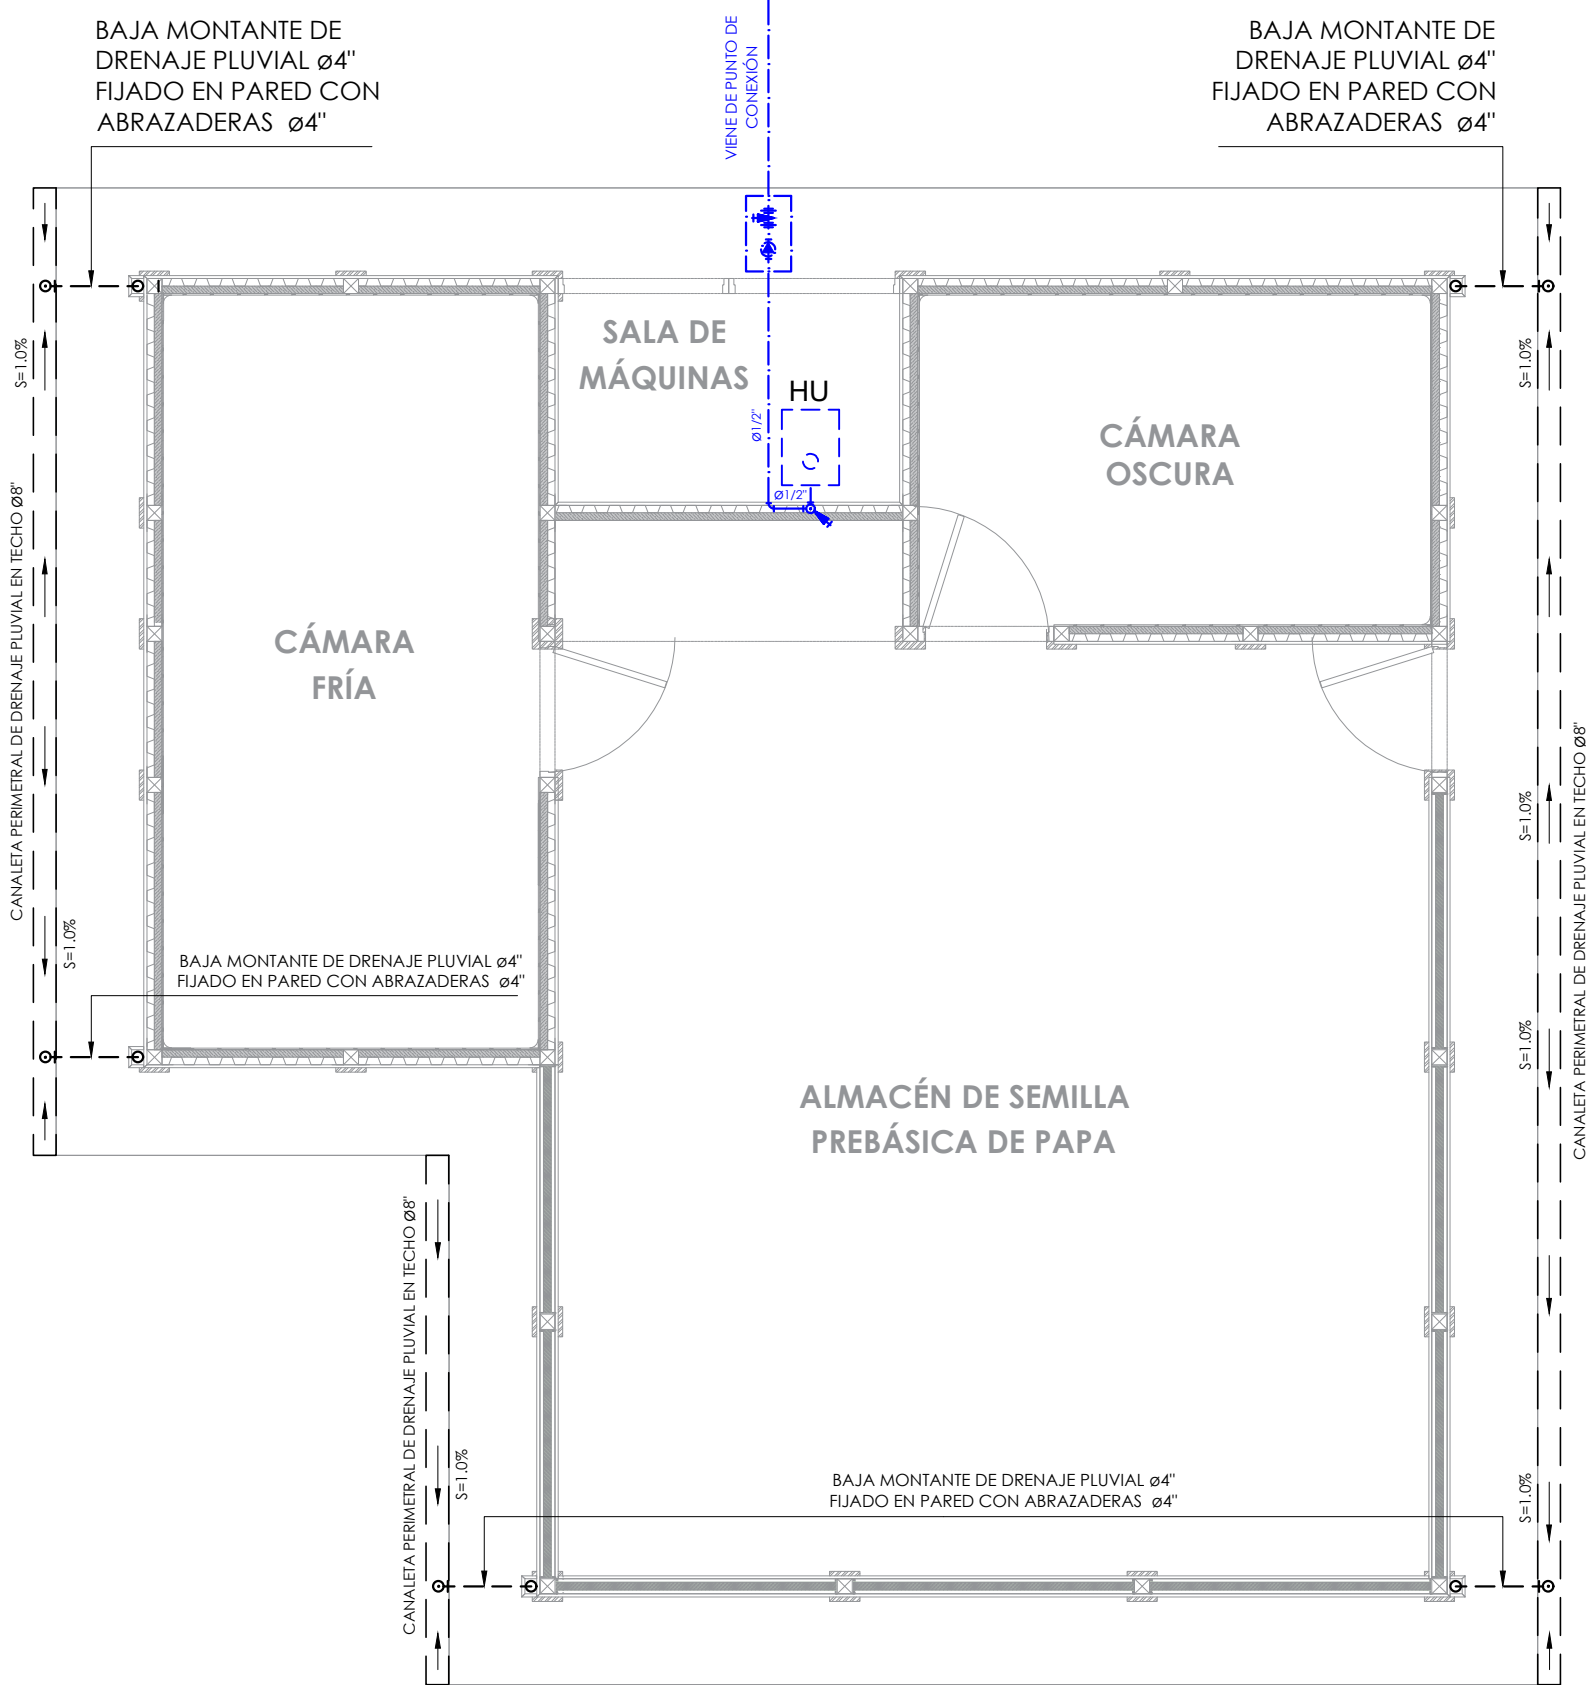 BAJA MONTANTE DE
DRENAJE PLUVIAL ø4"
FIJADO EN PARED CON
ABRAZADERAS ø4"
VIENE DE PUNTO DE
CONEXIÓN
BAJA MONTANTE DE
DRENAJE PLUVIAL ø4"
FIJADO EN PARED CON
ABRAZADERAS ø4"
SALA DE
MÁQUINAS
HU
Ø1/2"
Ø1/2"
CÁMARA
OSCURA
S=1.0%
S=1.0%
CANALETA PERIMETRAL DE DRENAJE PLUVIAL EN TECHO Ø8"
CÁMARA
FRÍA
S=1.0%
CANALETA PERIMETRAL DE DRENAJE PLUVIAL EN TECHO Ø8"
S=1.0%
BAJA MONTANTE DE DRENAJE PLUVIAL ø4"
FIJADO EN PARED CON ABRAZADERAS ø4"
S=1.0%
ALMACÉN DE SEMILLA
PREBÁSICA DE PAPA
CANALETA PERIMETRAL DE DRENAJE PLUVIAL EN TECHO Ø8"
S=1.0%
BAJA MONTANTE DE DRENAJE PLUVIAL ø4"
FIJADO EN PARED CON ABRAZADERAS ø4"
S=1.0%